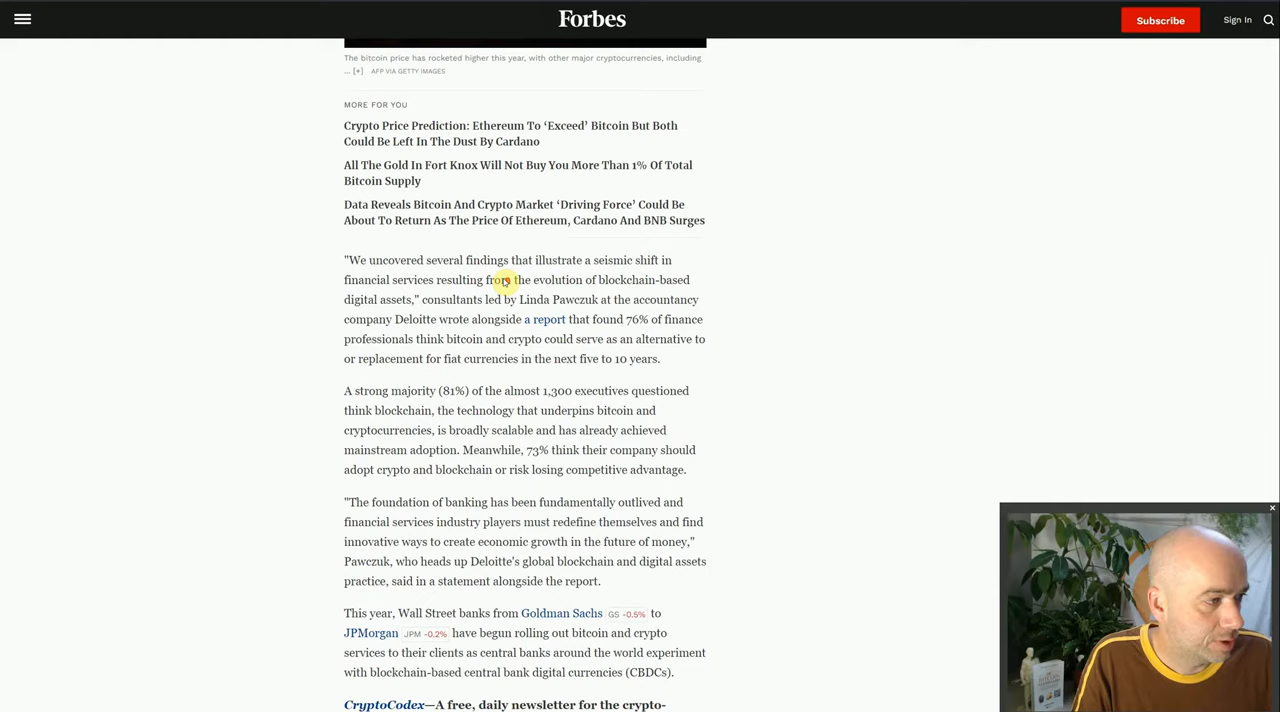 Forbes
Subscribe
Sign In
The bitcoin price has rocketed higher this year, with other major cryptocurrencies, including
... [+] AFP VIA GETTY IMAGES
MORE FOR YOU
Crypto Price Prediction: Ethereum To ‘Exceed’ Bitcoin But Both
Could Be Left In The Dust By Cardano
All The Gold In Fort Knox Will Not Buy You More Than 1% Of Total
Bitcoin Supply
Data Reveals Bitcoin And Crypto Market ‘Driving Force’ Could Be
About To Return As The Price Of Ethereum, Cardano And BNB Surges
"We uncovered several findings that illustrate a seismic shift in
financial services resulting from the evolution of blockchain-based
digital assets," consultants led by Linda Pawczuk at the accountancy
company Deloitte wrote alongside a report that found 76% of finance
professionals think bitcoin and crypto could serve as an alternative to
or replacement for fiat currencies in the next five to 10 years.
A strong majority (81%) of the almost 1,300 executives questioned
think blockchain, the technology that underpins bitcoin and
cryptocurrencies, is broadly scalable and has already achieved
mainstream adoption. Meanwhile, 73% think their company should
adopt crypto and blockchain or risk losing competitive advantage.
"The foundation of banking has been fundamentally outlived and
financial services industry players must redefine themselves and find
innovative ways to create economic growth in the future of money,"
Pawczuk, who heads up Deloitte's global blockchain and digital assets
practice, said in a statement alongside the report.
This year, Wall Street banks from Goldman Sachs GS -0.5% to
JPMorgan JPM -0.2% have begun rolling out bitcoin and crypto
services to their clients as central banks around the world experiment
with blockchain-based central bank digital currencies (CBDCs).
CryptoCodex—A free, daily newsletter for the crypto-